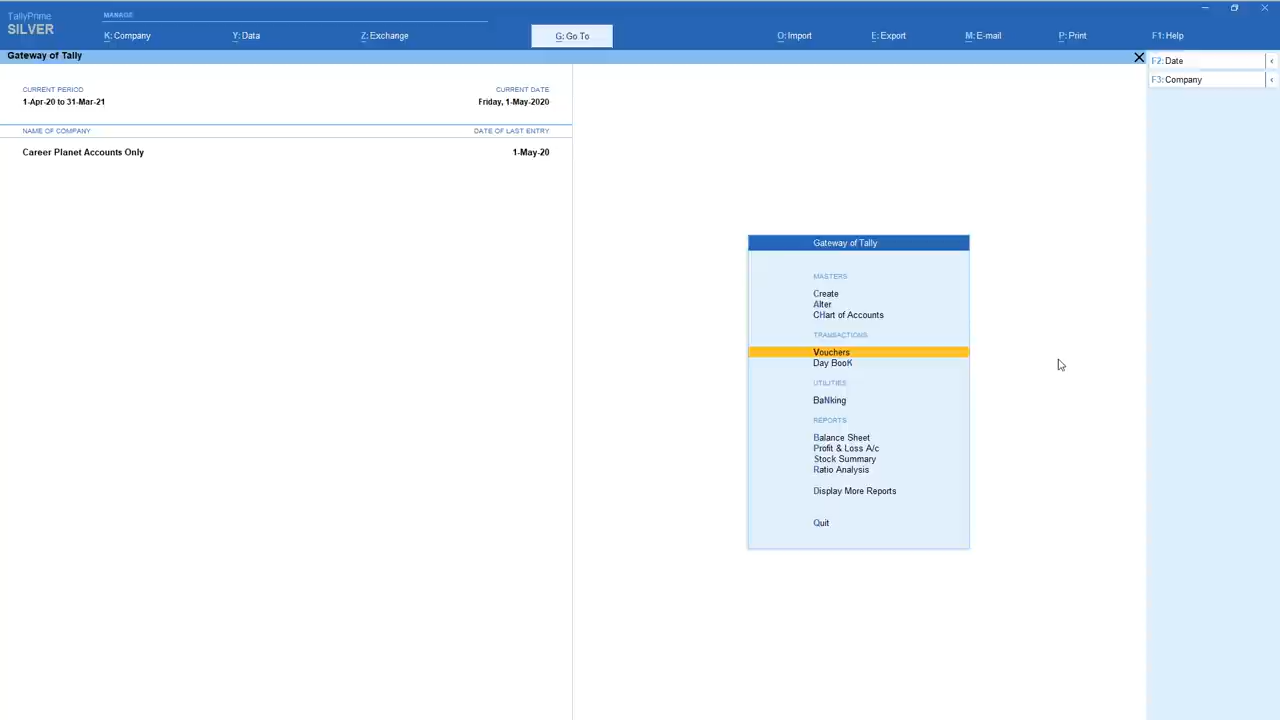 TallyPrime
SILVER
MANAGE
K: Company
Y: Data
Z: Exchange
G: Go To
O: Import
E: Export
M: E-mail
P: Print
F1: Help
Gateway of Tally
F2: Date
F3: Company
CURRENT PERIOD
CURRENT DATE
1-Apr-20 to 31-Mar-21
Friday, 1-May-2020
NAME OF COMPANY
DATE OF LAST ENTRY
Career Planet Accounts Only
1-May-20
Gateway of Tally
MASTERS
Create
Alter
CHart of Accounts
TRANSACTIONS
Vouchers
Day BooK
UTILITIES
BaNking
REPORTS
Balance Sheet
Profit & Loss A/c
Stock Summary
Ratio Analysis
Display More Reports
Quit